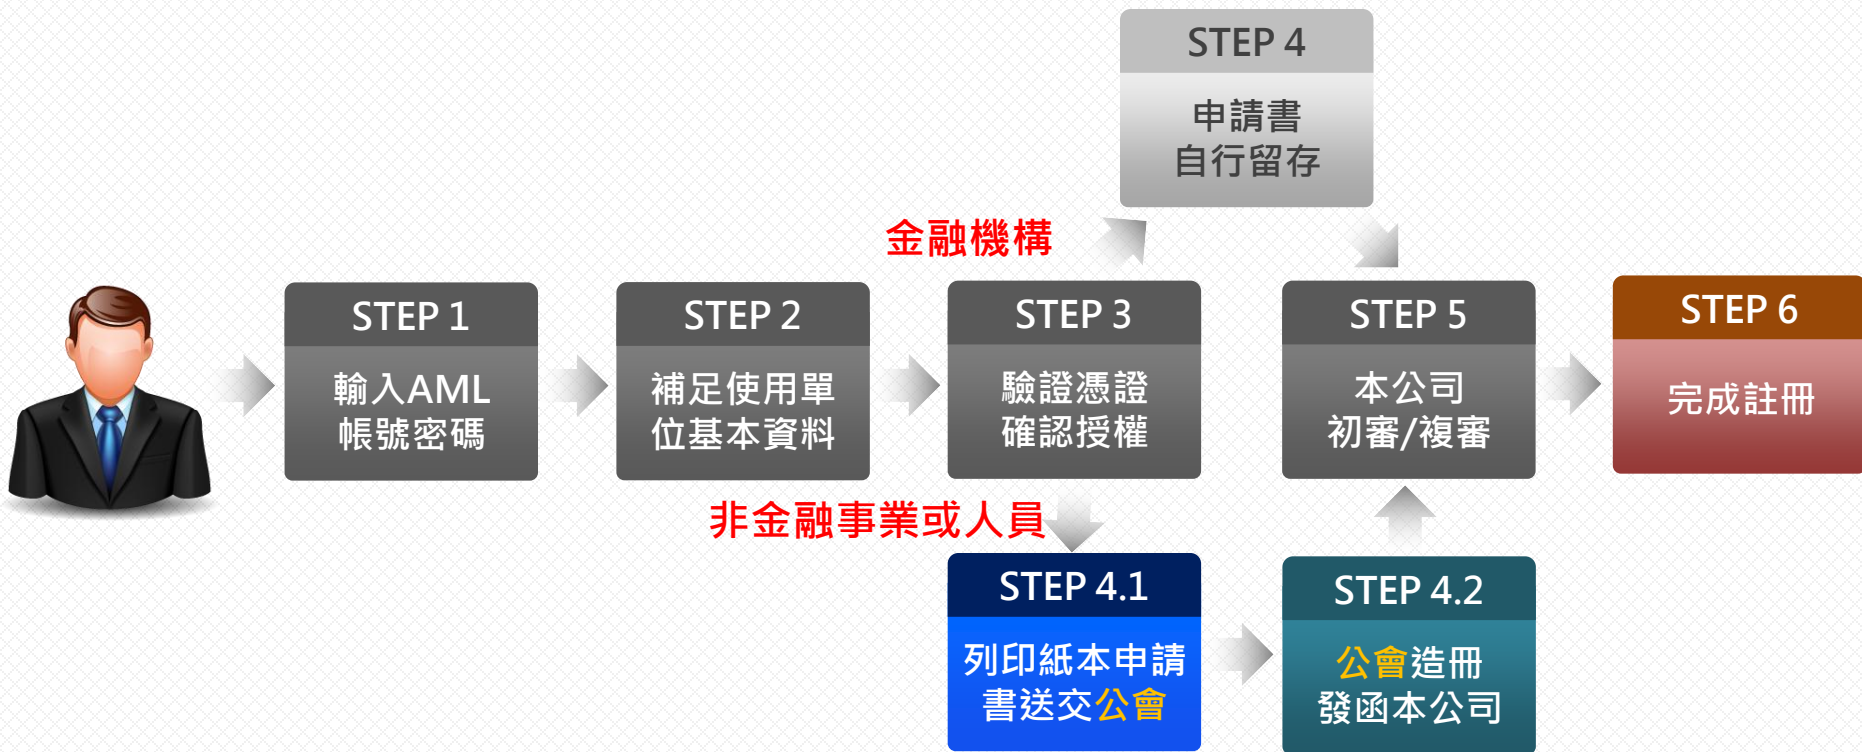 STEP 4
申請書
自行留存
金融機構
STEP 1
輸入AML
帳號密碼
STEP 2
補足使用單
位基本資料
STEP 3
驗證憑證
確認授權
STEP 5
本公司
初審/複審
STEP 6
完成註冊
非金融事業或人員
STEP 4.1
列印紙本申請
書送交公會
STEP 4.2
公會造冊
發函本公司